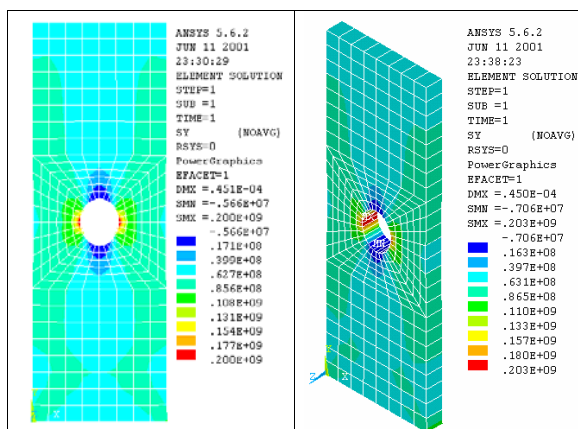 ANSYS 5.6.2
JUN 11 2001
23:30:29
ELEMENT SOLUTION
STEP=1
SUB =1
TIME=1
SY (NOAVG)
RSYS=0
PowerGraphics
EFACET=1
DMX =.451E-04
SMN =-.566E+07
SMX =.200E+09
-.566E+07
.171E+08
.399E+08
.627E+08
.856E+08
.108E+09
.131E+09
.154E+09
.177E+09
.200E+09
X
ANSYS 5.6.2
JUN 11 2001
23:38:23
ELEMENT SOLUTION
STEP=1
SUB =1
TIME=1
SY (NOAVG)
RSYS=0
PowerGraphics
EFACET=1
DMX =.450E-04
SMN =-.706E+07
SMX =.203E+09
-.706E+07
.163E+08
.397E+08
.631E+08
.865E+08
.110E+09
.133E+09
.157E+09
.180E+09
.203E+09
MX
MN
Y
Z X